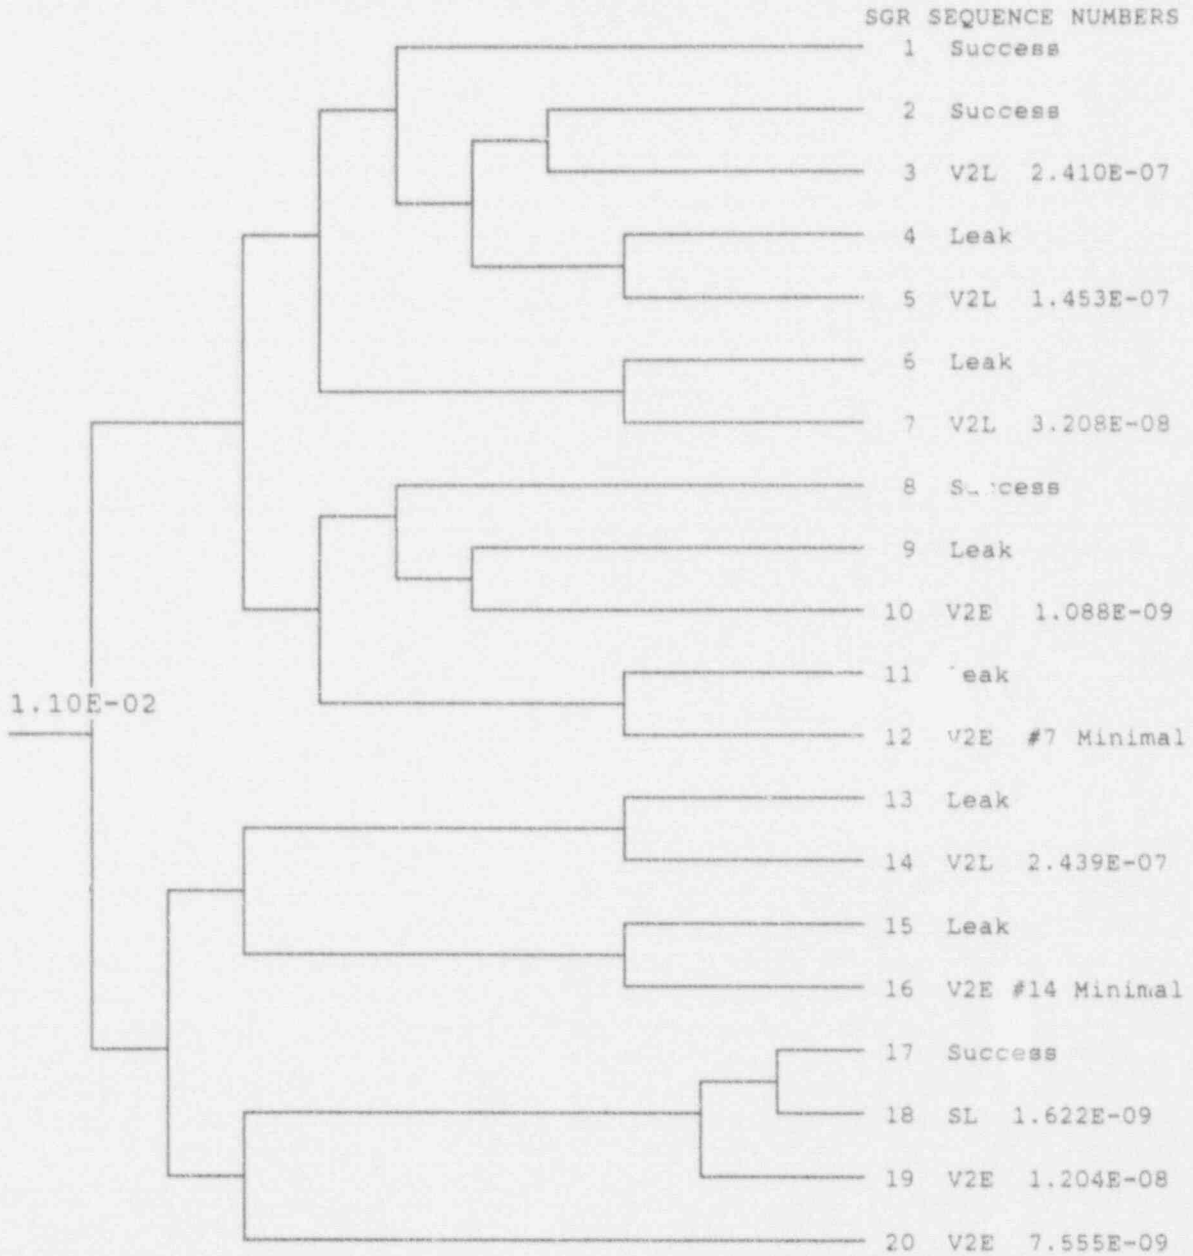 SGR SEQUENCE NUMBERS
1 Success
2 Success
3 V2L 2.410E-07
4 Leak
5 V2L 1.453E-07
6 Leak
7 V2L 3.208E-08
8
9 Leak
10 V2E 1.088E-09
11
1.10E-02
12 V2E #7 Minimal
13 Leak
14 V2L 2.439E-07
15 Leak
16 V2E #14 Minimal
17 Success
18 SL 1.622E-09
19 V2E 1.204E-08
20 V2E 7.555E-09